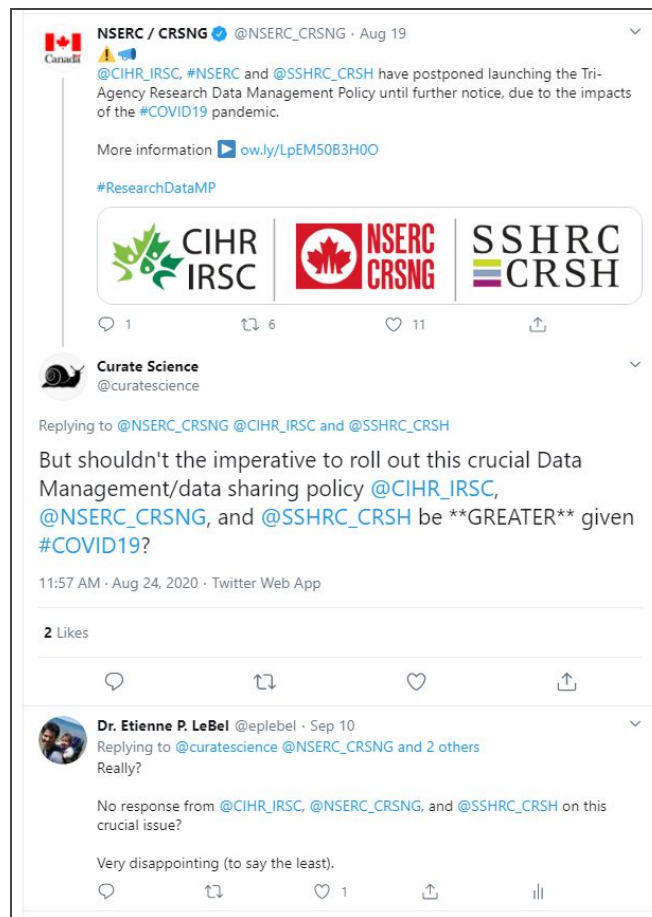 NSERC / CRSNG @NSERC_CRSNG · Aug 19
Canada
@CIHR_IRSC, #NSERC and @SSHRC_CRSH have postponed launching the Tri-
Agency Research Data Management Policy until further notice, due to the impacts
of the #COVID19 pandemic.
More information ow.ly/LpEM50B3H0O
#ResearchDataMP
CIHR
IRSC
NSERC
CRSNG
SSHRC
CRSH
1 6 11
Curate Science
@curatescience
Replying to @NSERC_CRSNG @CIHR_IRSC and @SSHRC_CRSH
But shouldn't the imperative to roll out this crucial Data
Management/data sharing policy @CIHR_IRSC,
@NSERC_CRSNG, and @SSHRC_CRSH be **GREATER** given
#COVID19?
11:57 AM · Aug 24, 2020 · Twitter Web App
2 Likes
Dr. Etienne P. LeBel @eplebel · Sep 10
Replying to @curatescience @NSERC_CRSNG and 2 others
Really?
No response from @CIHR_IRSC, @NSERC_CRSNG, and @SSHRC_CRSH on this
crucial issue?
Very disappointing (to say the least).
1